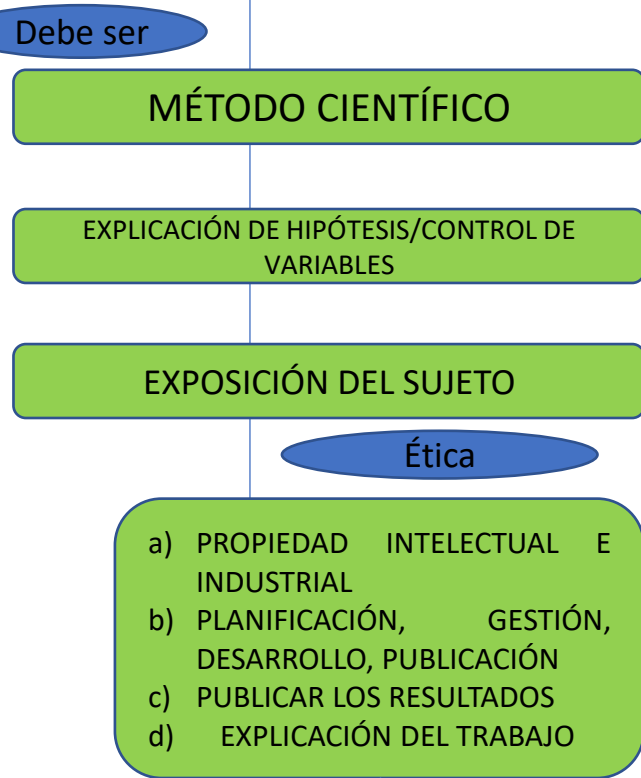 Debe ser
MÉTODO CIENTÍFICO
EXPLICACIÓN DE HIPÓTESIS/CONTROL DE
VARIABLES
EXPOSICIÓN DEL SUJETO
Ética
a) PROPIEDAD INTELECTUAL E
INDUSTRIAL
b) PLANIFICACIÓN, GESTIÓN,
DESARROLLO, PUBLICACIÓN
c) PUBLICAR LOS RESULTADOS
d) EXPLICACIÓN DEL TRABAJO